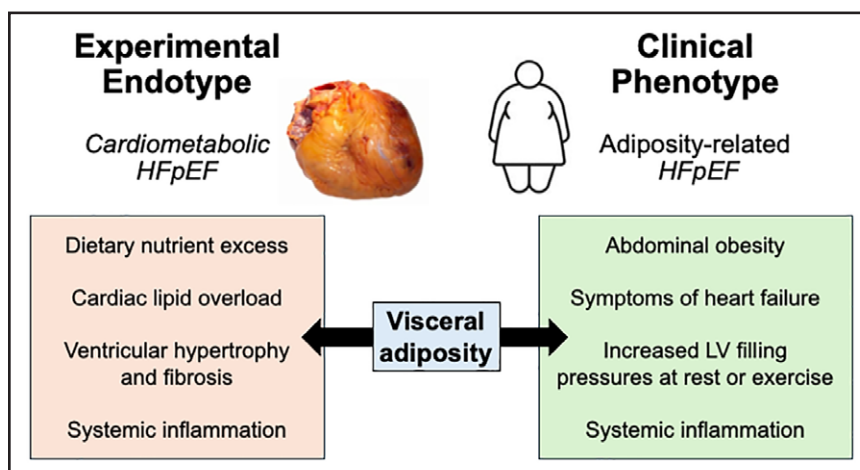 Experimental
Endotype
Cardiometabolic
HFpEF
Clinical
Phenotype
Adiposity-related
HFpEF
Dietary nutrient excess
Cardiac lipid overload
Ventricular hypertrophy
and fibrosis
Systemic inflammation
Visceral
adiposity
Abdominal obesity
Symptoms of heart failure
Increased LV filling
pressures at rest or exercise
Systemic inflammation